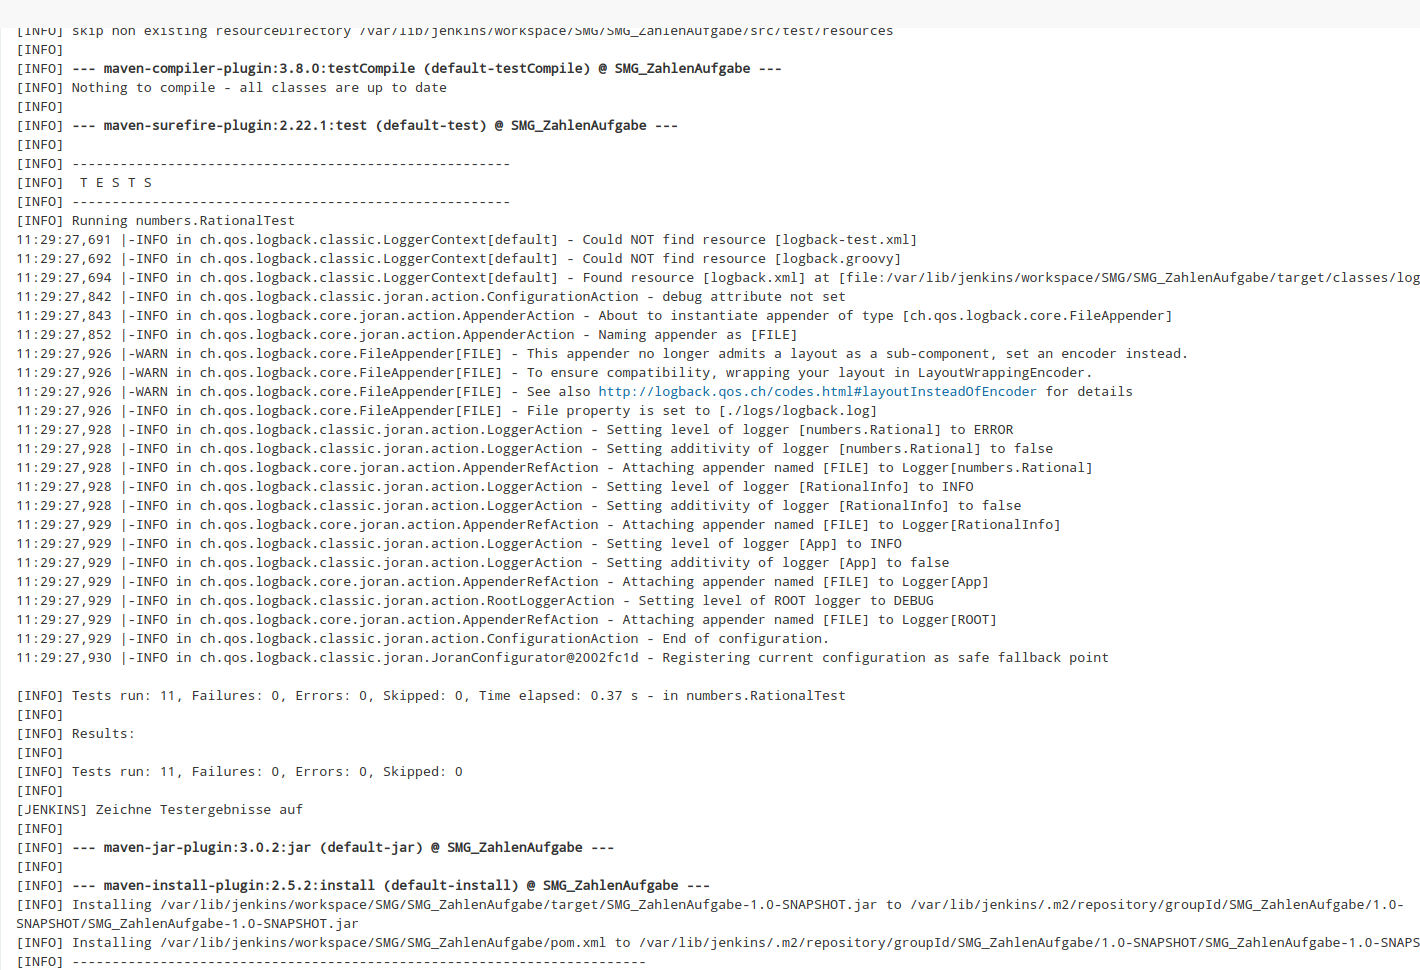 [INFO] skip non existing resourceDirectory /var/lib/jenkins/workspace/SMG/SMG_ZahlenAufgabe/src/test/resources
[INFO]
[INFO] --- maven-compiler-plugin:3.8.0:testCompile (default-testCompile) @ SMG_ZahlenAufgabe ---
[INFO] Nothing to compile - all classes are up to date
[INFO]
[INFO] --- maven-surefire-plugin:2.22.1:test (default-test) @ SMG_ZahlenAufgabe ---
[INFO]
[INFO] -------------------------------------------------------
[INFO]  T E S T S
[INFO] -------------------------------------------------------
[INFO] Running numbers.RationalTest
11:29:27,691 |-INFO in ch.qos.logback.classic.LoggerContext[default] - Could NOT find resource [logback-test.xml]
11:29:27,692 |-INFO in ch.qos.logback.classic.LoggerContext[default] - Could NOT find resource [logback.groovy]
11:29:27,694 |-INFO in ch.qos.logback.classic.LoggerContext[default] - Found resource [logback.xml] at [file:/var/lib/jenkins/workspace/SMG/SMG_ZahlenAufgabe/target/classes/log
11:29:27,842 |-INFO in ch.qos.logback.classic.joran.action.ConfigurationAction - debug attribute not set
11:29:27,843 |-INFO in ch.qos.logback.core.joran.action.AppenderAction - About to instantiate appender of type [ch.qos.logback.core.FileAppender]
11:29:27,852 |-INFO in ch.qos.logback.core.joran.action.AppenderAction - Naming appender as [FILE]
11:29:27,926 |-WARN in ch.qos.logback.core.FileAppender[FILE] - This appender no longer admits a layout as a sub-component, set an encoder instead.
11:29:27,926 |-WARN in ch.qos.logback.core.FileAppender[FILE] - To ensure compatibility, wrapping your layout in LayoutWrappingEncoder.
11:29:27,926 |-WARN in ch.qos.logback.core.FileAppender[FILE] - See also http://logback.qos.ch/codes.html#layoutInsteadOfEncoder for details
11:29:27,926 |-INFO in ch.qos.logback.core.FileAppender[FILE] - File property is set to [./logs/logback.log]
11:29:27,928 |-INFO in ch.qos.logback.classic.joran.action.LoggerAction - Setting level of logger [numbers.Rational] to ERROR
11:29:27,928 |-INFO in ch.qos.logback.classic.joran.action.LoggerAction - Setting additivity of logger [numbers.Rational] to false
11:29:27,928 |-INFO in ch.qos.logback.core.joran.action.AppenderRefAction - Attaching appender named [FILE] to Logger[numbers.Rational]
11:29:27,928 |-INFO in ch.qos.logback.classic.joran.action.LoggerAction - Setting level of logger [RationalInfo] to INFO
11:29:27,928 |-INFO in ch.qos.logback.classic.joran.action.LoggerAction - Setting additivity of logger [RationalInfo] to false
11:29:27,929 |-INFO in ch.qos.logback.core.joran.action.AppenderRefAction - Attaching appender named [FILE] to Logger[RationalInfo]
11:29:27,929 |-INFO in ch.qos.logback.classic.joran.action.LoggerAction - Setting level of logger [App] to INFO
11:29:27,929 |-INFO in ch.qos.logback.classic.joran.action.LoggerAction - Setting additivity of logger [App] to false
11:29:27,929 |-INFO in ch.qos.logback.core.joran.action.AppenderRefAction - Attaching appender named [FILE] to Logger[App]
11:29:27,929 |-INFO in ch.qos.logback.classic.joran.action.RootLoggerAction - Setting level of ROOT logger to DEBUG
11:29:27,929 |-INFO in ch.qos.logback.core.joran.action.AppenderRefAction - Attaching appender named [FILE] to Logger[ROOT]
11:29:27,929 |-INFO in ch.qos.logback.classic.joran.action.ConfigurationAction - End of configuration.
11:29:27,930 |-INFO in ch.qos.logback.classic.joran.JoranConfigurator@2002fc1d - Registering current configuration as safe fallback point
[INFO] Tests run: 11, Failures: 0, Errors: 0, Skipped: 0, Time elapsed: 0.37 s - in numbers.RationalTest
[INFO]
[INFO] Results:
[INFO]
[INFO] Tests run: 11, Failures: 0, Errors: 0, Skipped: 0
[INFO]
[JENKINS] Zeichne Testergebnisse auf
[INFO]
[INFO] --- maven-jar-plugin:3.0.2:jar (default-jar) @ SMG_ZahlenAufgabe ---
[INFO]
[INFO] --- maven-install-plugin:2.5.2:install (default-install) @ SMG_ZahlenAufgabe ---
[INFO] Installing /var/lib/jenkins/workspace/SMG/SMG_ZahlenAufgabe/target/SMG_ZahlenAufgabe-1.0-SNAPSHOT.jar to /var/lib/jenkins/.m2/repository/groupId/SMG_ZahlenAufgabe/1.0-
SNAPSHOT/SMG_ZahlenAufgabe-1.0-SNAPSHOT.jar
[INFO] Installing /var/lib/jenkins/workspace/SMG/SMG_ZahlenAufgabe/pom.xml to /var/lib/jenkins/.m2/repository/groupId/SMG_ZahlenAufgabe/1.0-SNAPSHOT/SMG_ZahlenAufgabe-1.0-SNAPS
[INFO] ------------------------------------------------------------------------